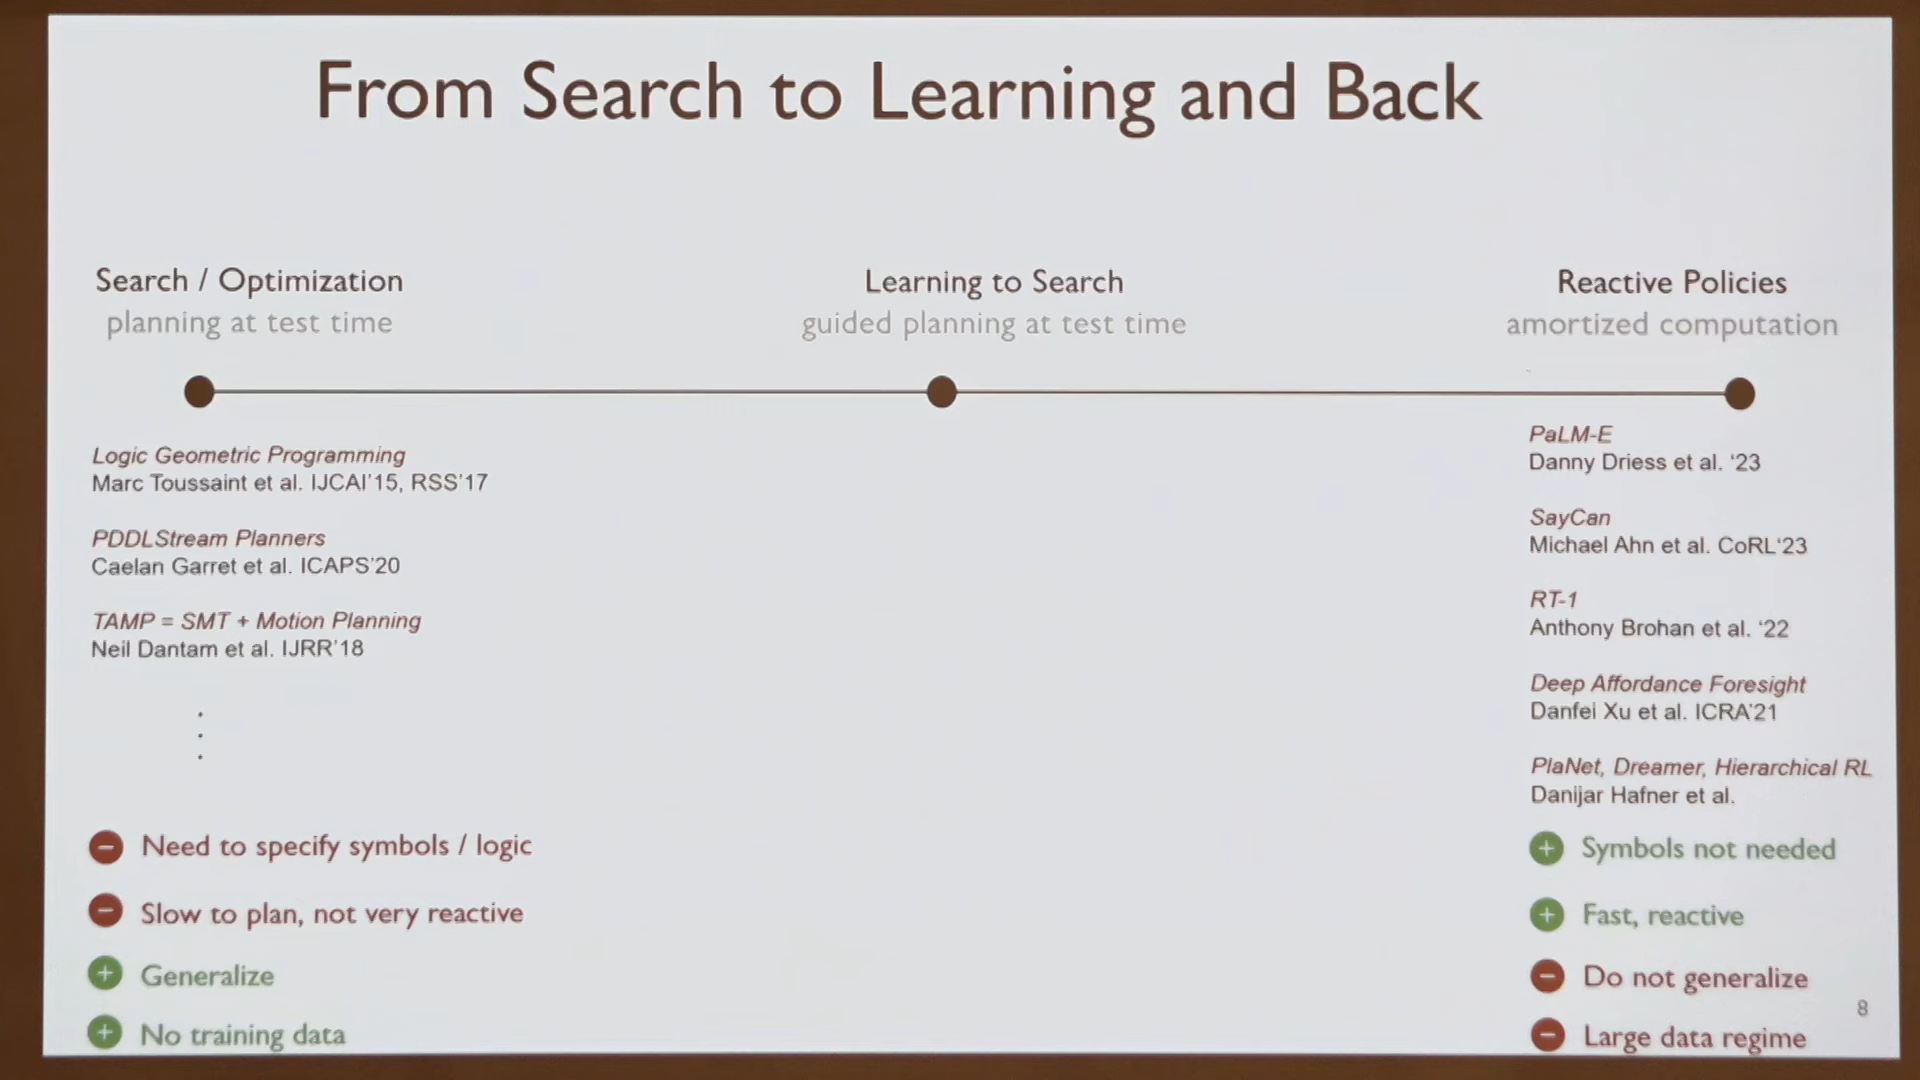 From Search to Learning and Back
Search / Optimization
planning at test time
Logic Geometric Programming
Marc Toussaint et al. IJCAI'15, RSS'17
PDDLStream Planners
Caelan Garret et al. ICAPS'20
TAMP = SMT + Motion Planning
Neil Dantam et al. IJRR'18
Need to specify symbols / logic
Slow to plan, not very reactive
Generalize
No training data
Learning to Search
guided planning at test time
Reactive Policies
amortized computation
PaLM-E
Danny Driess et al. ‘23
SayCan
Michael Ahn et al. CoRL‘23
RT-1
Anthony Brohan et al. ‘22
Deep Affordance Foresight
Danfei Xu et al. ICRA'21
PlaNet, Dreamer, Hierarchical RL
Danijar Hafner et al.
Symbols not needed
Fast, reactive
Do not generalize
Large data regime
8